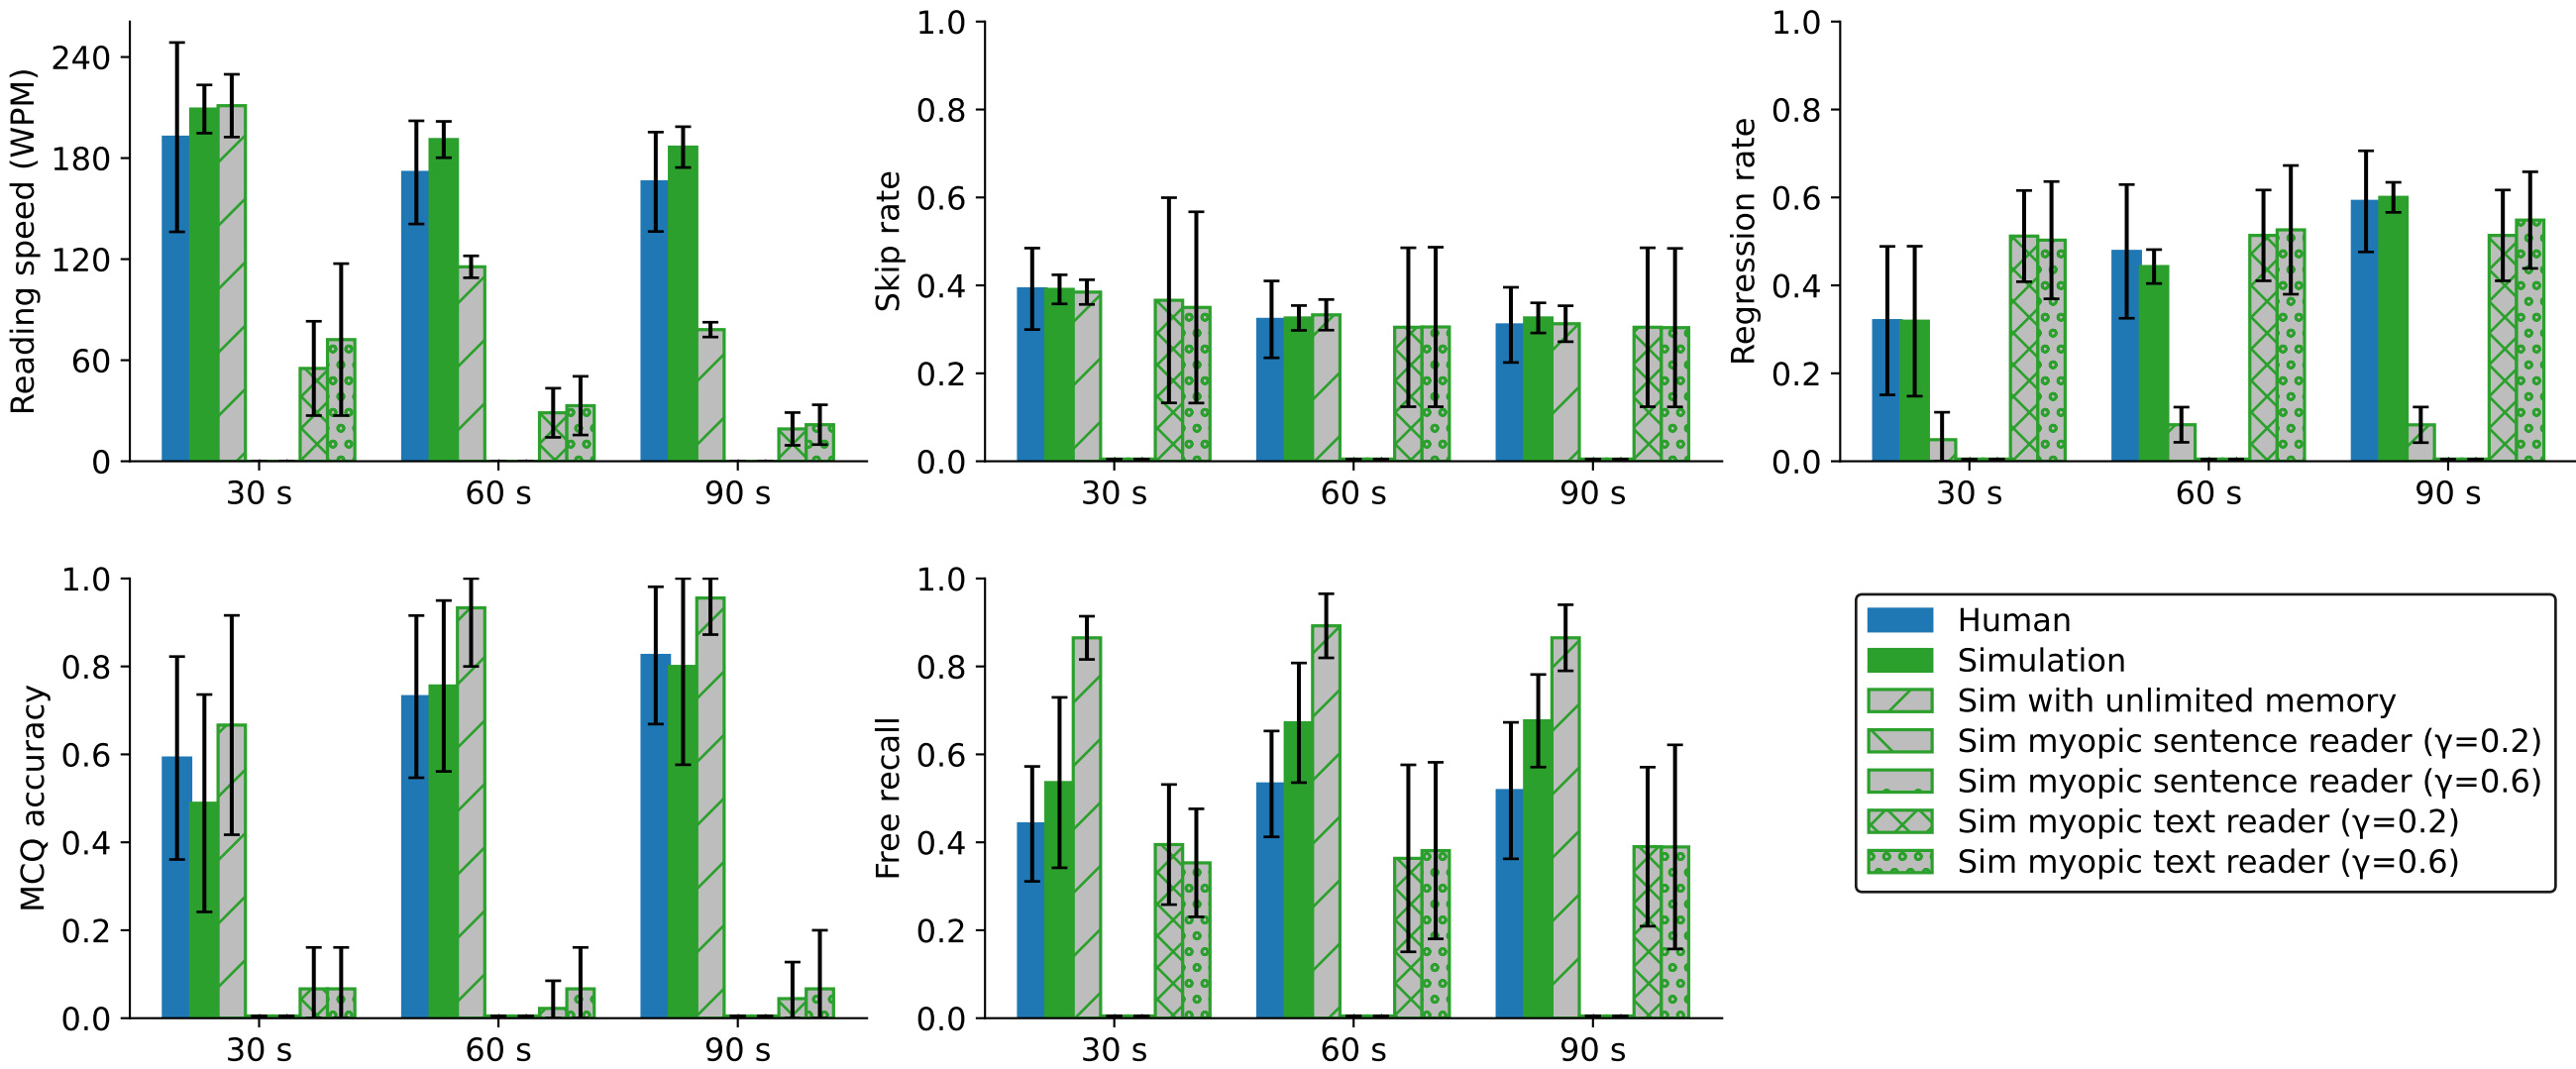 Reading speed (WPM)
240
180
120
60
0
30 s
60 s
90 s
Skip rate
1.0
0.8
0.6
0.4
0.2
0.0
30 s
60 s
90 s
Regression rate
1.0
0.8
0.6
0.4
0.2
0.0
30 s
60 s
90 s
MCQ accuracy
1.0
0.8
0.6
0.4
0.2
0.0
30 s
60 s
90 s
Free recall
1.0
0.8
0.6
0.4
0.2
0.0
30 s
60 s
90 s
Human
Simulation
Sim with unlimited memory
Sim myopic sentence reader (γ=0.2)
Sim myopic sentence reader (γ=0.6)
Sim myopic text reader (γ=0.2)
Sim myopic text reader (γ=0.6)